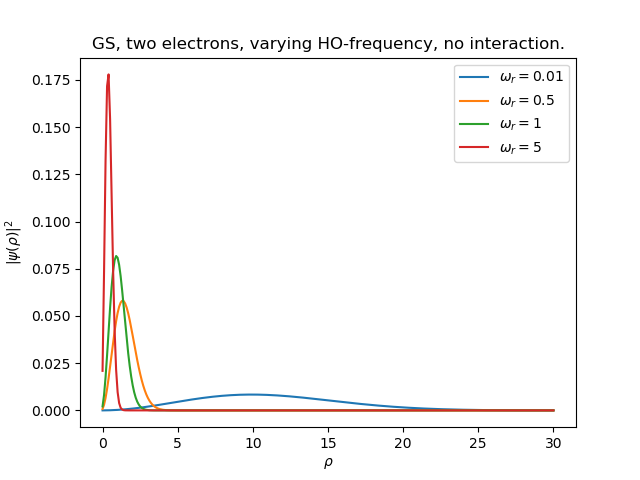 GS, two electrons, varying HO-frequency, no interaction.
ω_r = 0.01
ω_r = 0.5
ω_r = 1
ω_r = 5
|ψ(ρ)|²
0.175
0.150
0.125
0.100
0.075
0.050
0.025
0.000
0 5 10 15 20 25 30
ρ